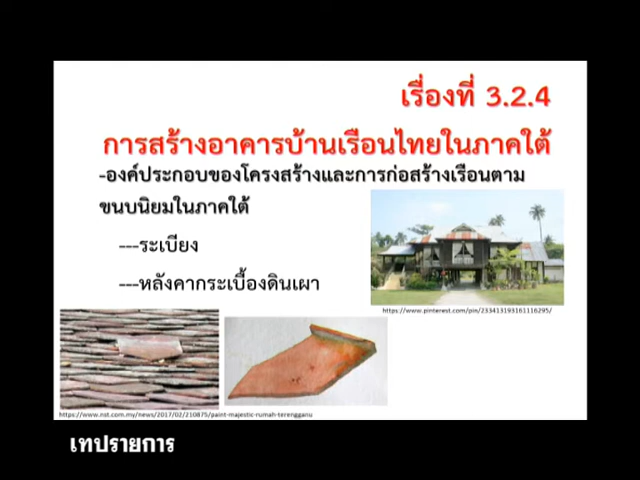 เรื่องที่ 3.2.4
การสร้างอาคารบ้านเรือนไทยในภาคใต้
-องค์ประกอบของโครงสร้างและการก่อสร้างเรือนตาม
ขนบนิยมในภาคใต้
---ระเบียง
---หลังคากระเบื้องดินเผา
https://www.pinterest.com/pin/233413193161116295/
https://www.nst.com.my/news/2017/02/210875/paint-majestic-rumah-terengganu
เทปรายการ